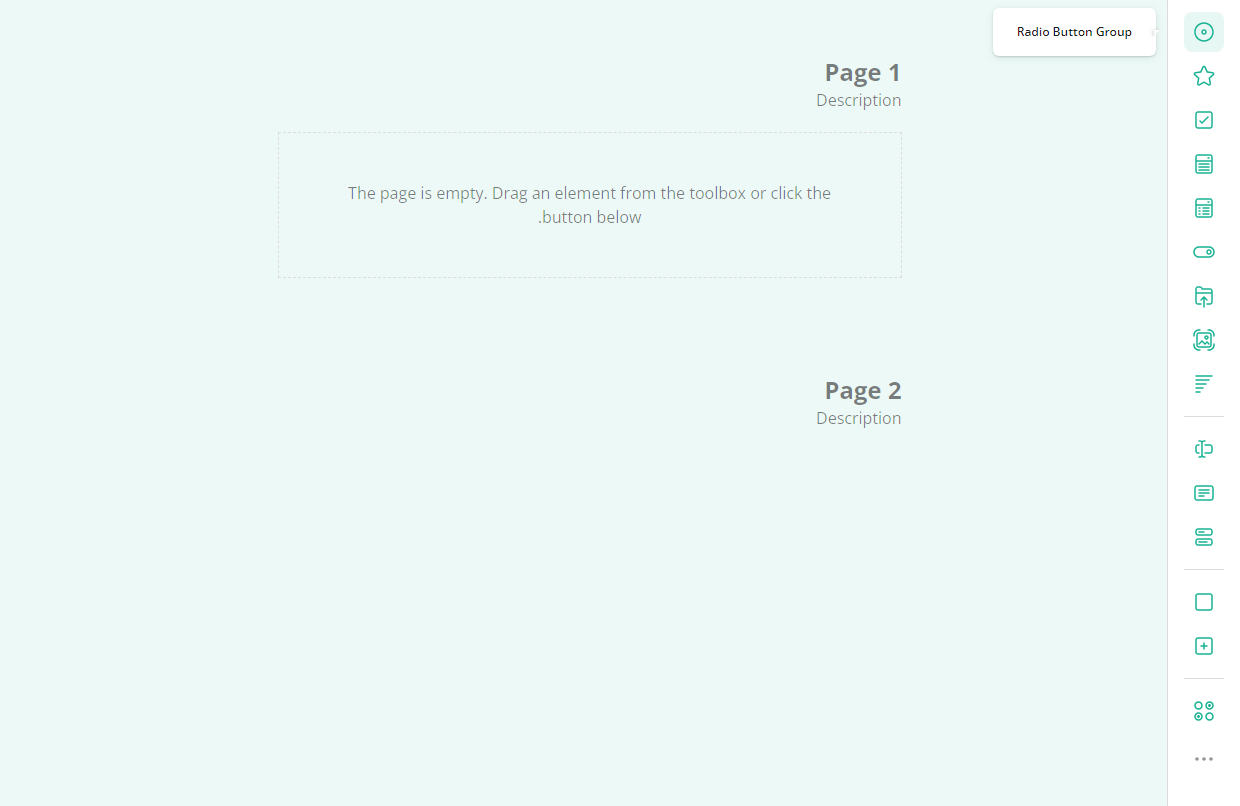 Radio Button Group
Page 1
Description
The page is empty. Drag an element from the toolbox or click the
.button below
Page 2
Description